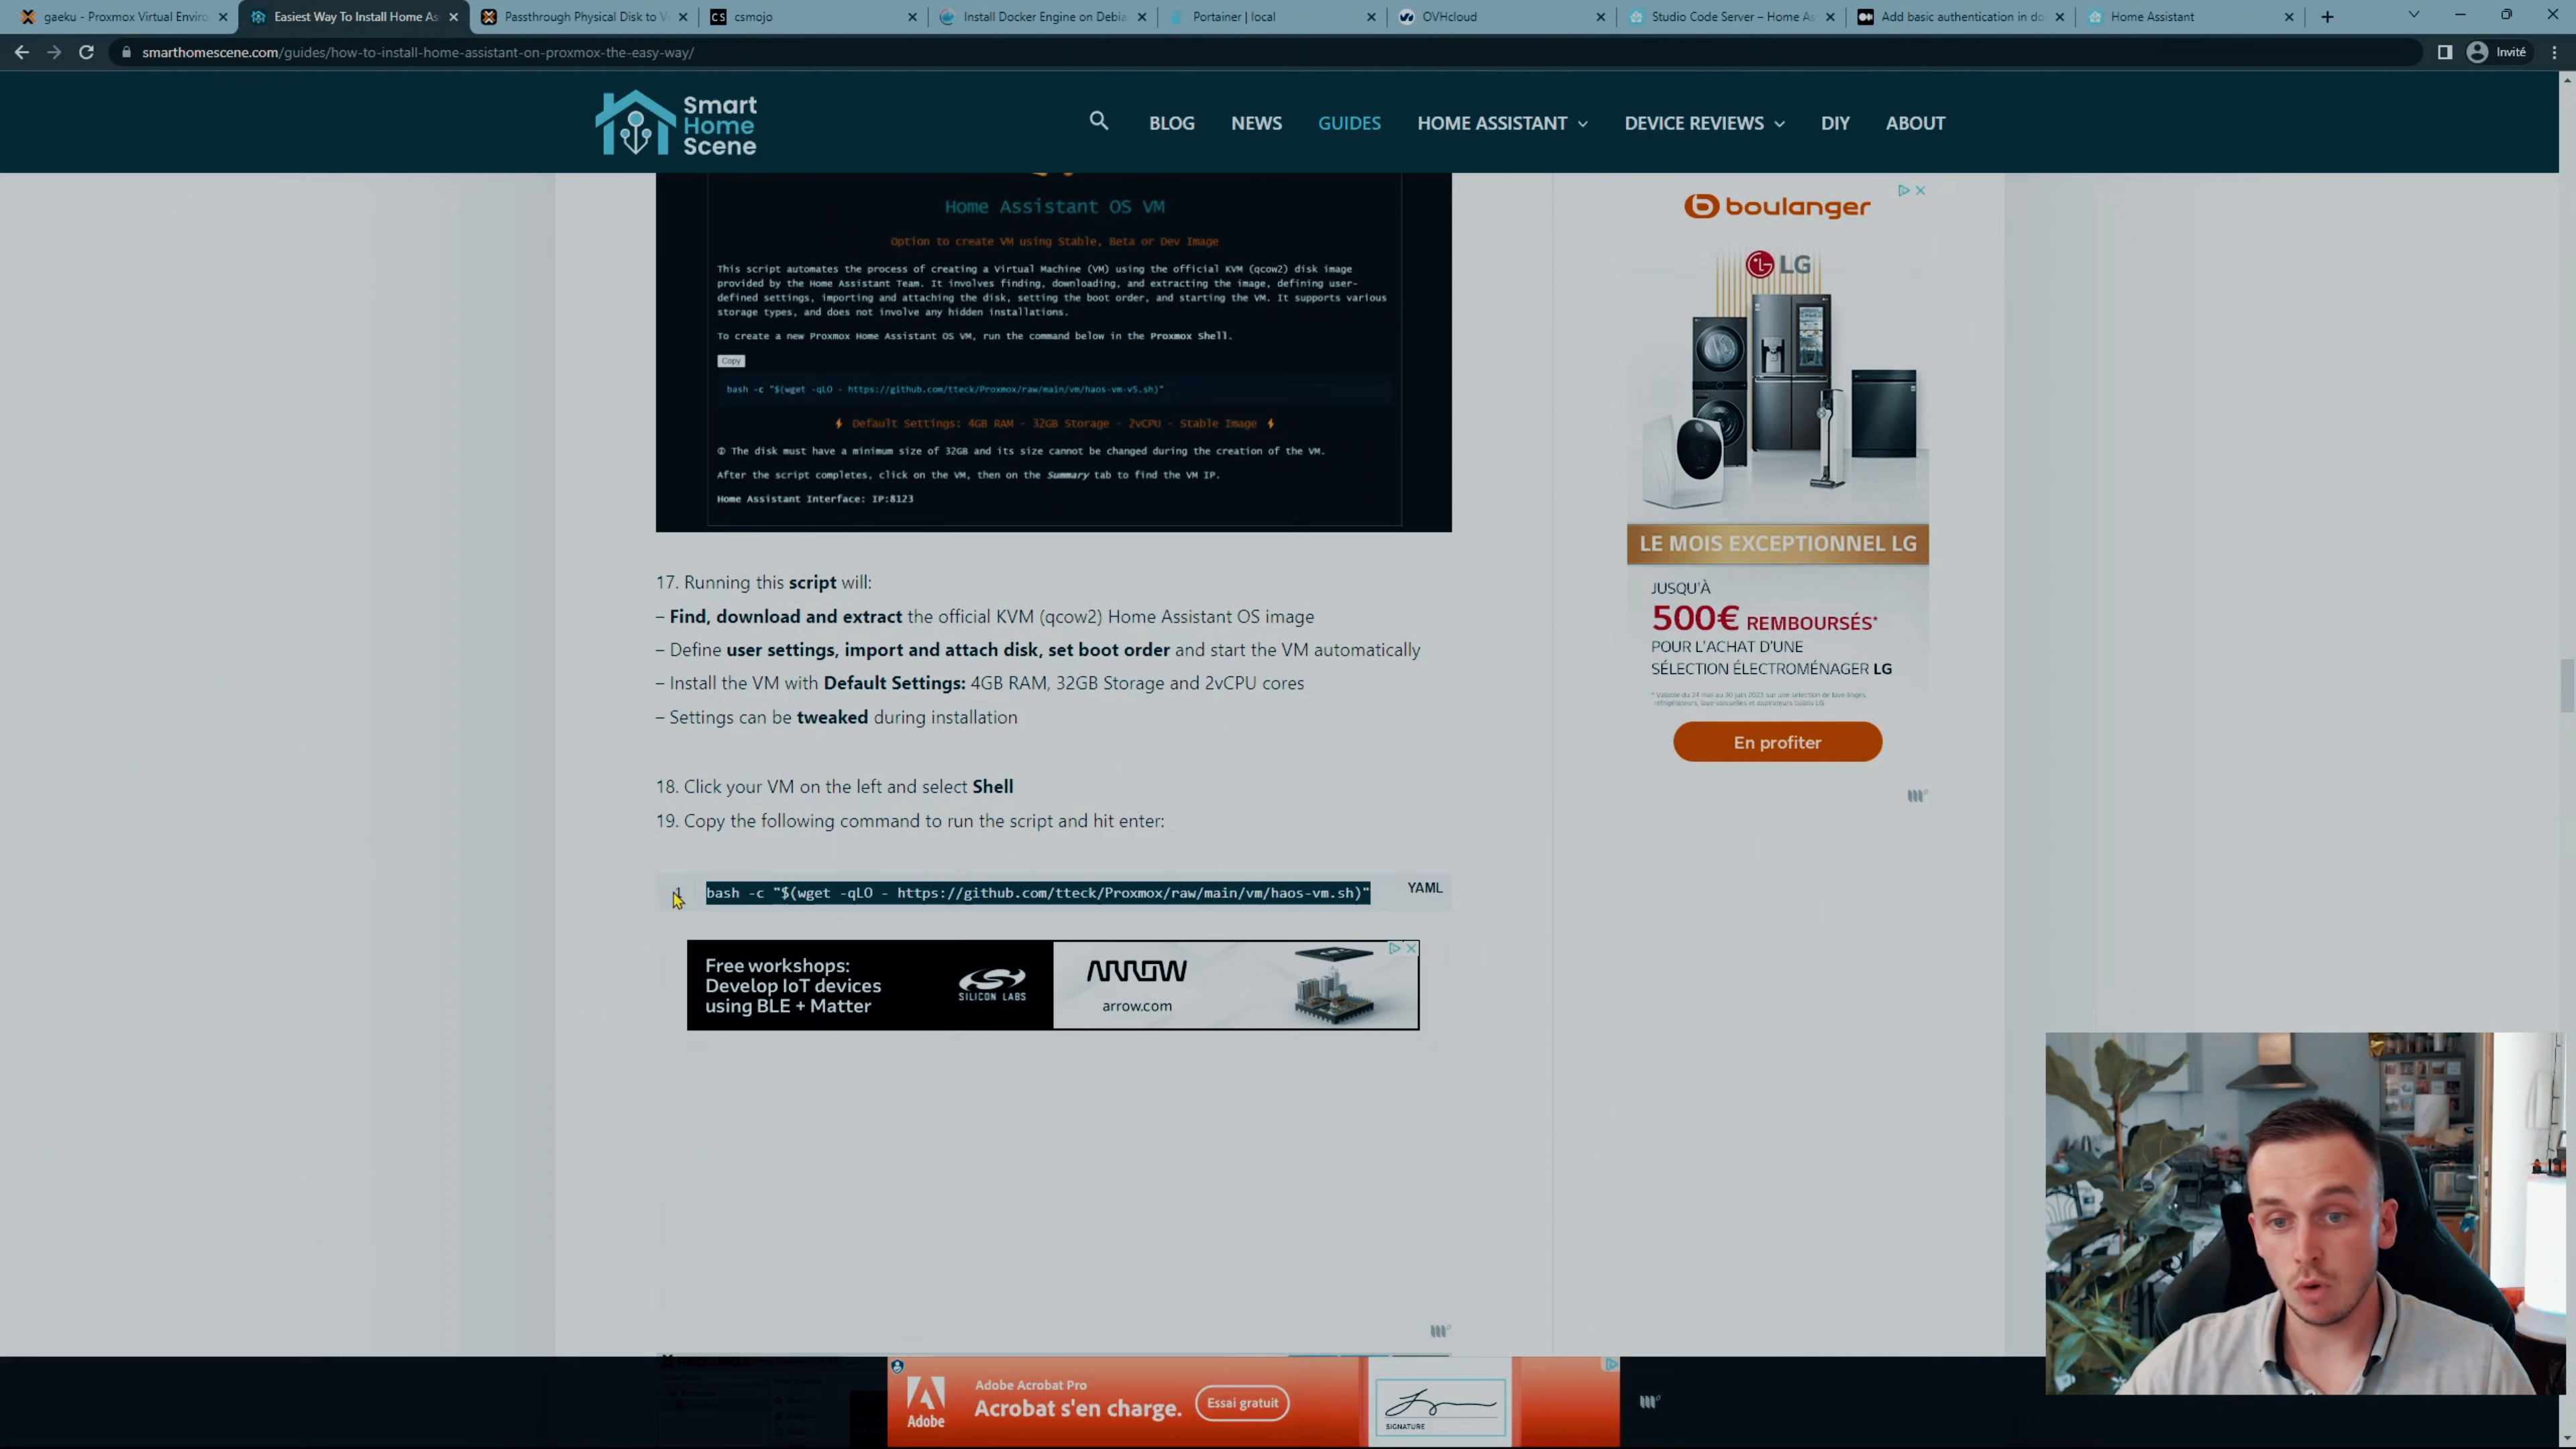 gaeku - Proxmox Virtual Enviro
Easiest Way To Install Home As
Passthrough Physical Disk to V
csmojo
Install Docker Engine on Debia
Portainer | local
OVHcloud
Studio Code Server – Home As
Add basic authentication in do
Home Assistant
smarthomescene.com/guides/how-to-install-home-assistant-on-proxmox-the-easy-way/
Invité
Smart
Home
Scene
BLOG
NEWS
GUIDES
HOME ASSISTANT
DEVICE REVIEWS
DIY
ABOUT
Home Assistant OS VM
Option to create VM using Stable, Beta or Dev Image
This script automates the process of creating a Virtual Machine (VM) using the official KVM (qcow2) disk image
provided by the Home Assistant Team. It involves finding, downloading, and extracting the image, defining user-
defined settings, importing and attaching the disk, setting the boot order, and starting the VM. It supports various
storage types, and does not involve any hidden installations.
To create a new Proxmox Home Assistant OS VM, run the command below in the Proxmox Shell.
Copy
bash -c "$(wget -qLO - https://github.com/tteck/Proxmox/raw/main/vm/haos-vm-v5.sh)"
⚡ Default Settings: 4GB RAM - 32GB Storage - 2vCPU - Stable Image ⚡
The disk must have a minimum size of 32GB and its size cannot be changed during the creation of the VM.
After the script completes, click on the VM, then on the Summary tab to find the VM IP.
Home Assistant Interface: IP:8123
17. Running this script will:
– Find, download and extract the official KVM (qcow2) Home Assistant OS image
– Define user settings, import and attach disk, set boot order and start the VM automatically
– Install the VM with Default Settings: 4GB RAM, 32GB Storage and 2vCPU cores
– Settings can be tweaked during installation
18. Click your VM on the left and select Shell
19. Copy the following command to run the script and hit enter:
1
bash -c "$(wget -qLO - https://github.com/tteck/Proxmox/raw/main/vm/haos-vm.sh)"
YAML
Free workshops:
Develop IoT devices
using BLE + Matter
SILICON LABS
ARROW
arrow.com
boulanger
LG
LE MOIS EXCEPTIONNEL LG
JUSQU'À
500€ REMBOURSÉS*
POUR L'ACHAT D'UNE
SÉLECTION ÉLECTROMÉNAGER LG
En profiter
Adobe
Adobe Acrobat Pro
Acrobat s'en charge.
Essai gratuit
SIGNATURE